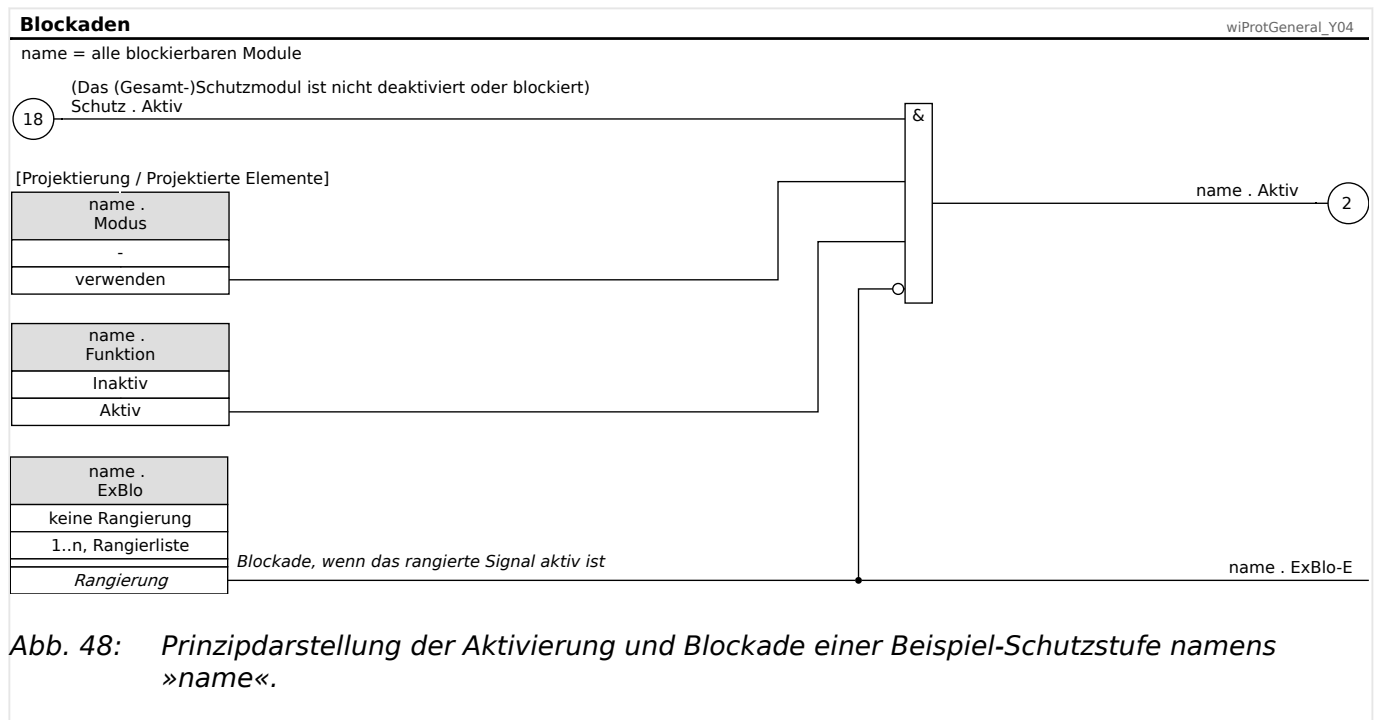 Blockaden
wiProtGeneral_Y04
name = alle blockierbaren Module
(Das (Gesamt-)Schutzmodul ist nicht deaktiviert oder blockiert)
18
Schutz . Aktiv
&
[Projektierung / Projektierte Elemente]
name .
Modus
-
verwenden
name . Aktiv
2
name .
Funktion
Inaktiv
Aktiv
name .
ExBlo
keine Rangierung
1..n, Rangierliste
Rangierung
Blockade, wenn das rangierte Signal aktiv ist
name . ExBlo-E
Abb. 48: Prinzipdarstellung der Aktivierung und Blockade einer Beispiel-Schutzstufe namens
»name«.